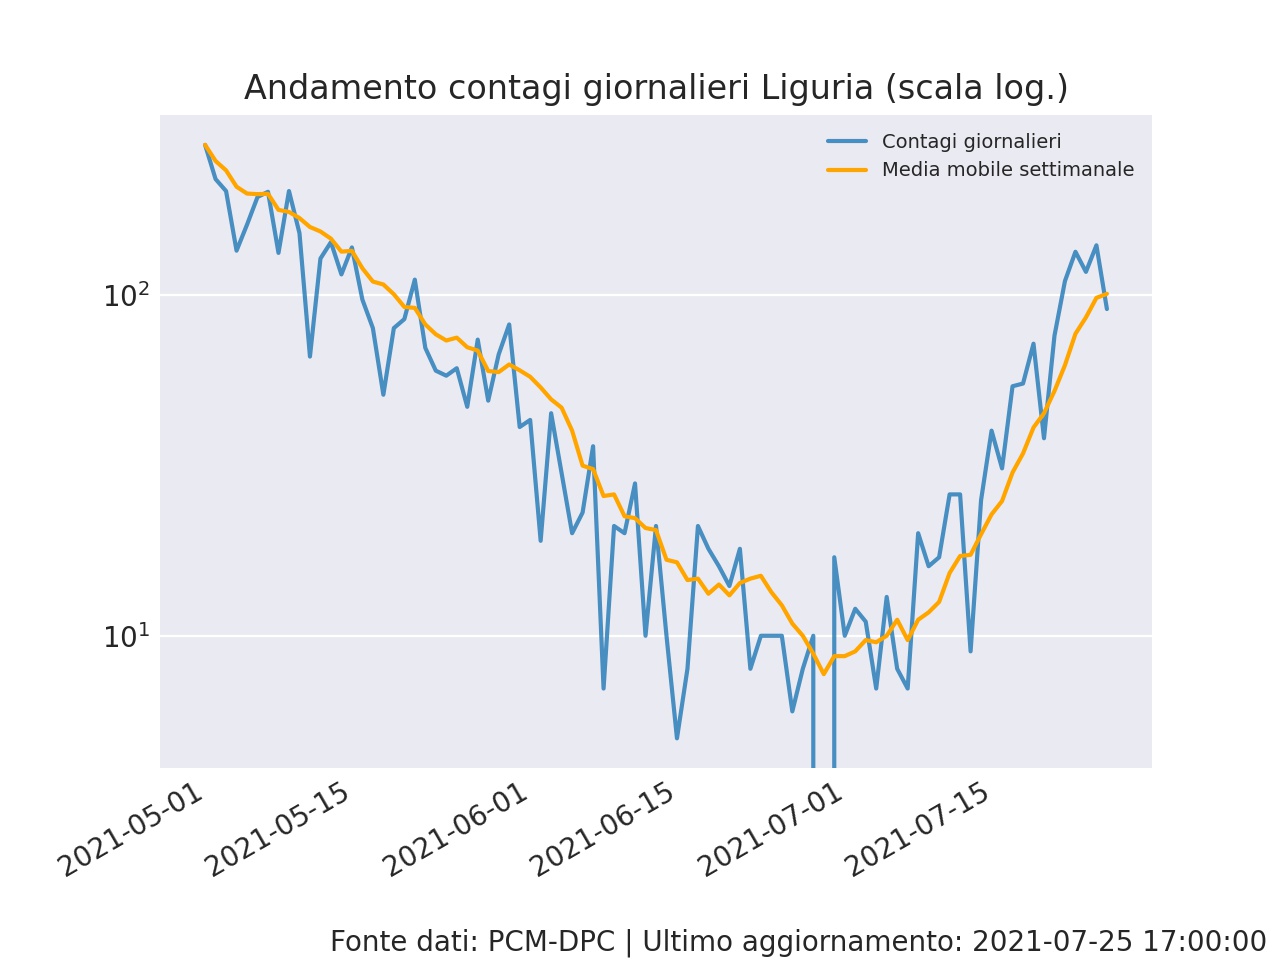 Andamento contagi giornalieri Liguria (scala log.)
Contagi giornalieri
Media mobile settimanale
10²
10¹
2021-05-01
2021-05-15
2021-06-01
2021-06-15
2021-07-01
2021-07-15
Fonte dati: PCM-DPC | Ultimo aggiornamento: 2021-07-25 17:00:00